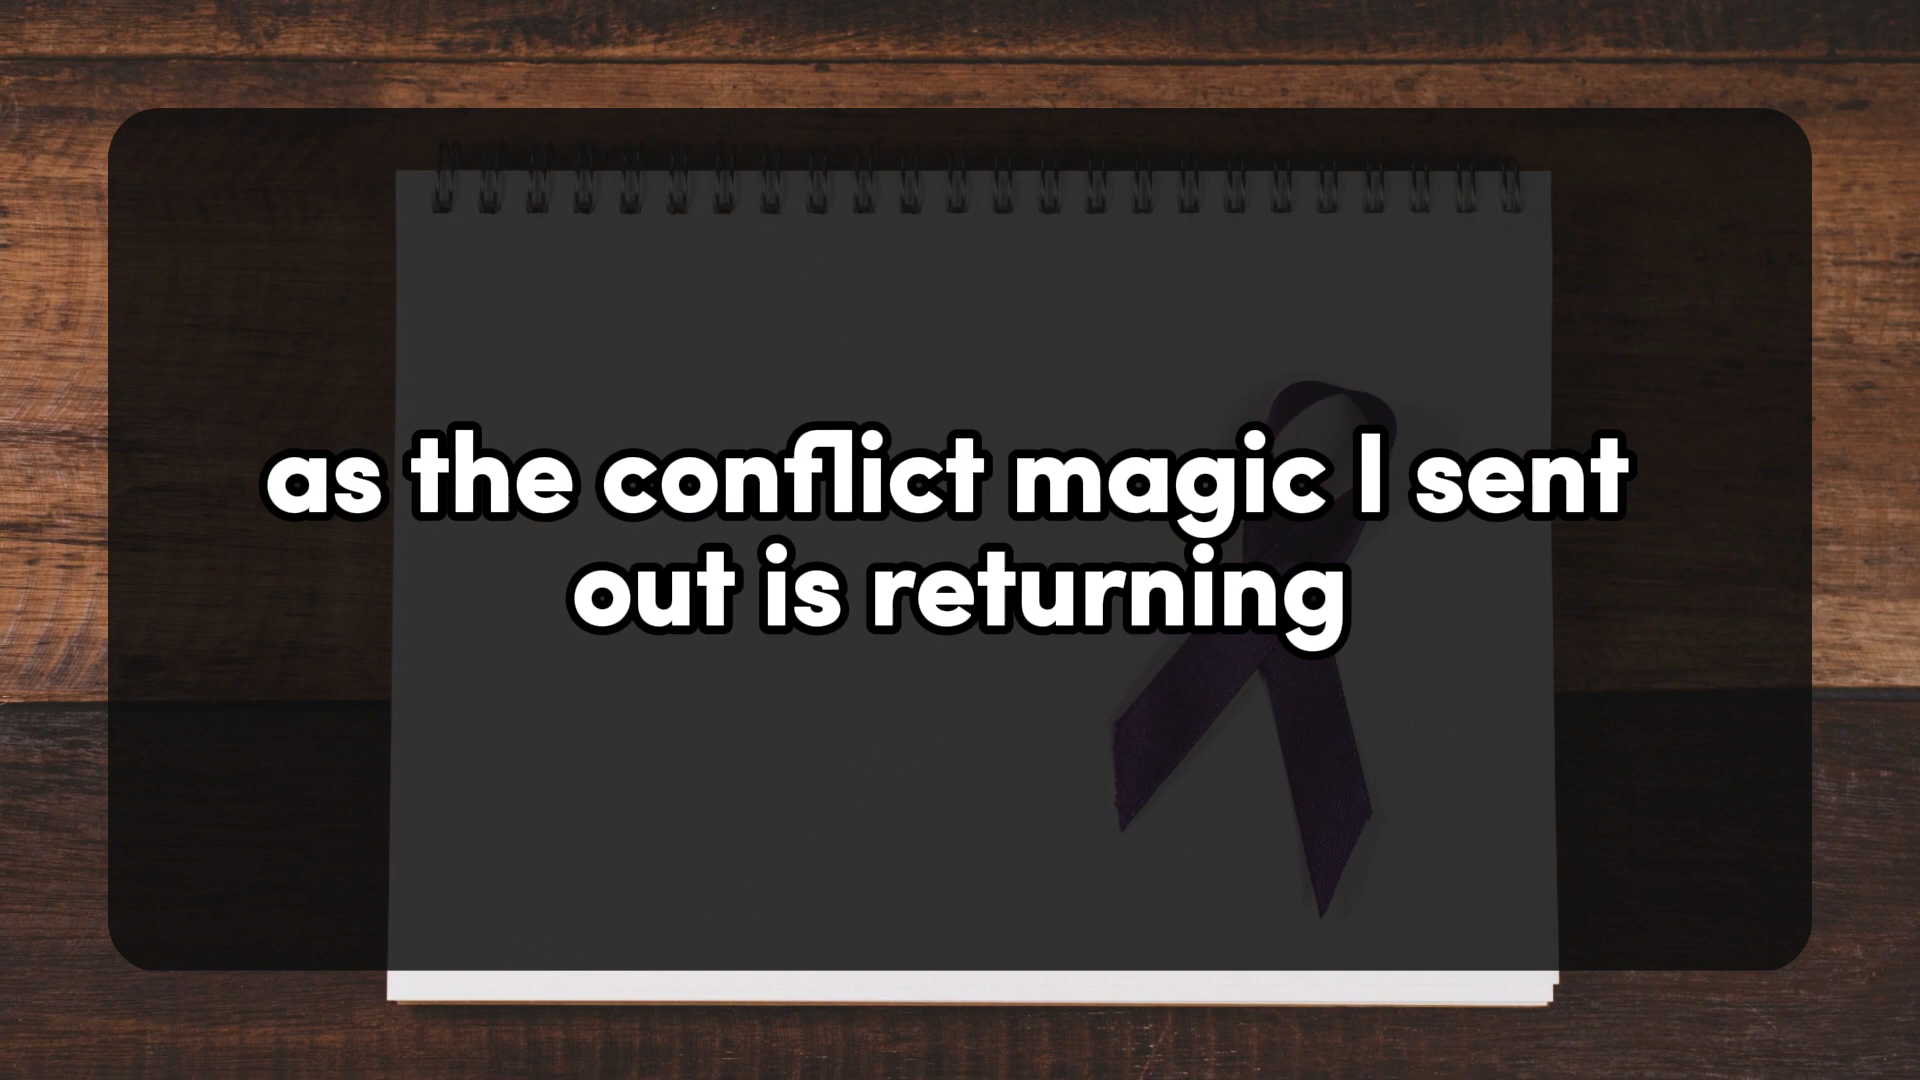 as the conflict magic I sent
out is returning